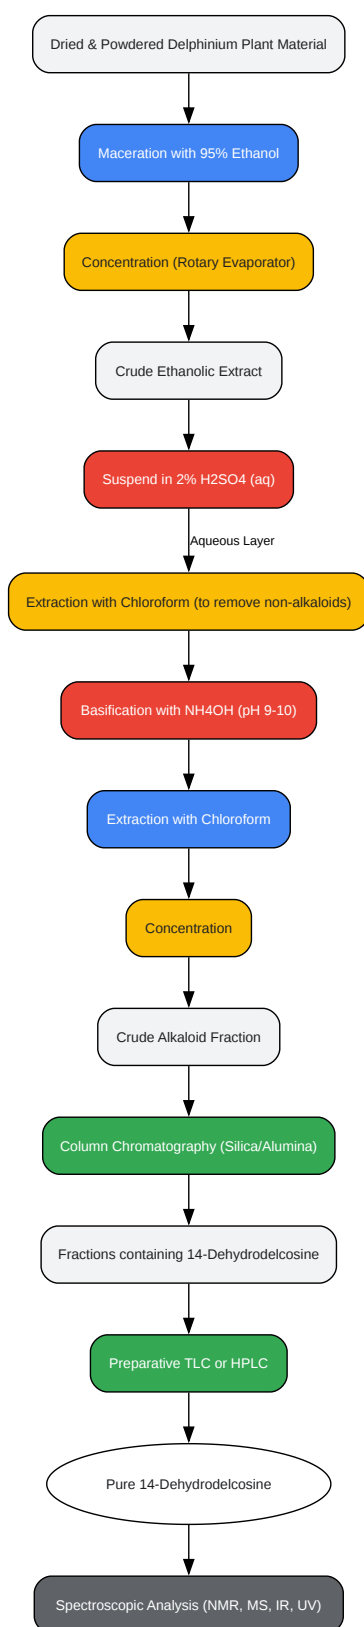 Dried & Powdered Delphinium Plant Material
Maceration with 95% Ethanol
Concentration (Rotary Evaporator)
Crude Ethanolic Extract
Suspend in 2% H2SO4 (aq)
Aqueous Layer
Extraction with Chloroform (to remove non-alkaloids)
Basification with NH4OH (pH 9-10)
Extraction with Chloroform
Concentration
Crude Alkaloid Fraction
Column Chromatography (Silica/Alumina)
Fractions containing 14-Dehydrodelcosine
Preparative TLC or HPLC
Pure 14-Dehydrodelcosine
Spectroscopic Analysis (NMR, MS, IR, UV)